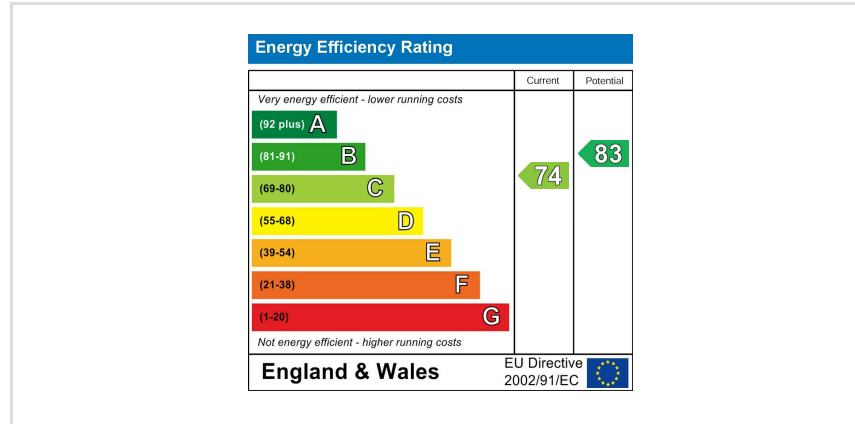 Energy Efficiency Rating
Current Potential
Very energy efficient - lower running costs
(92 plus) A
(81-91) B
83
(69-80) C
74
(55-68) D
(39-54) E
(21-38) F
(1-20) G
Not energy efficient - higher running costs
England & Wales
EU Directive
2002/91/EC